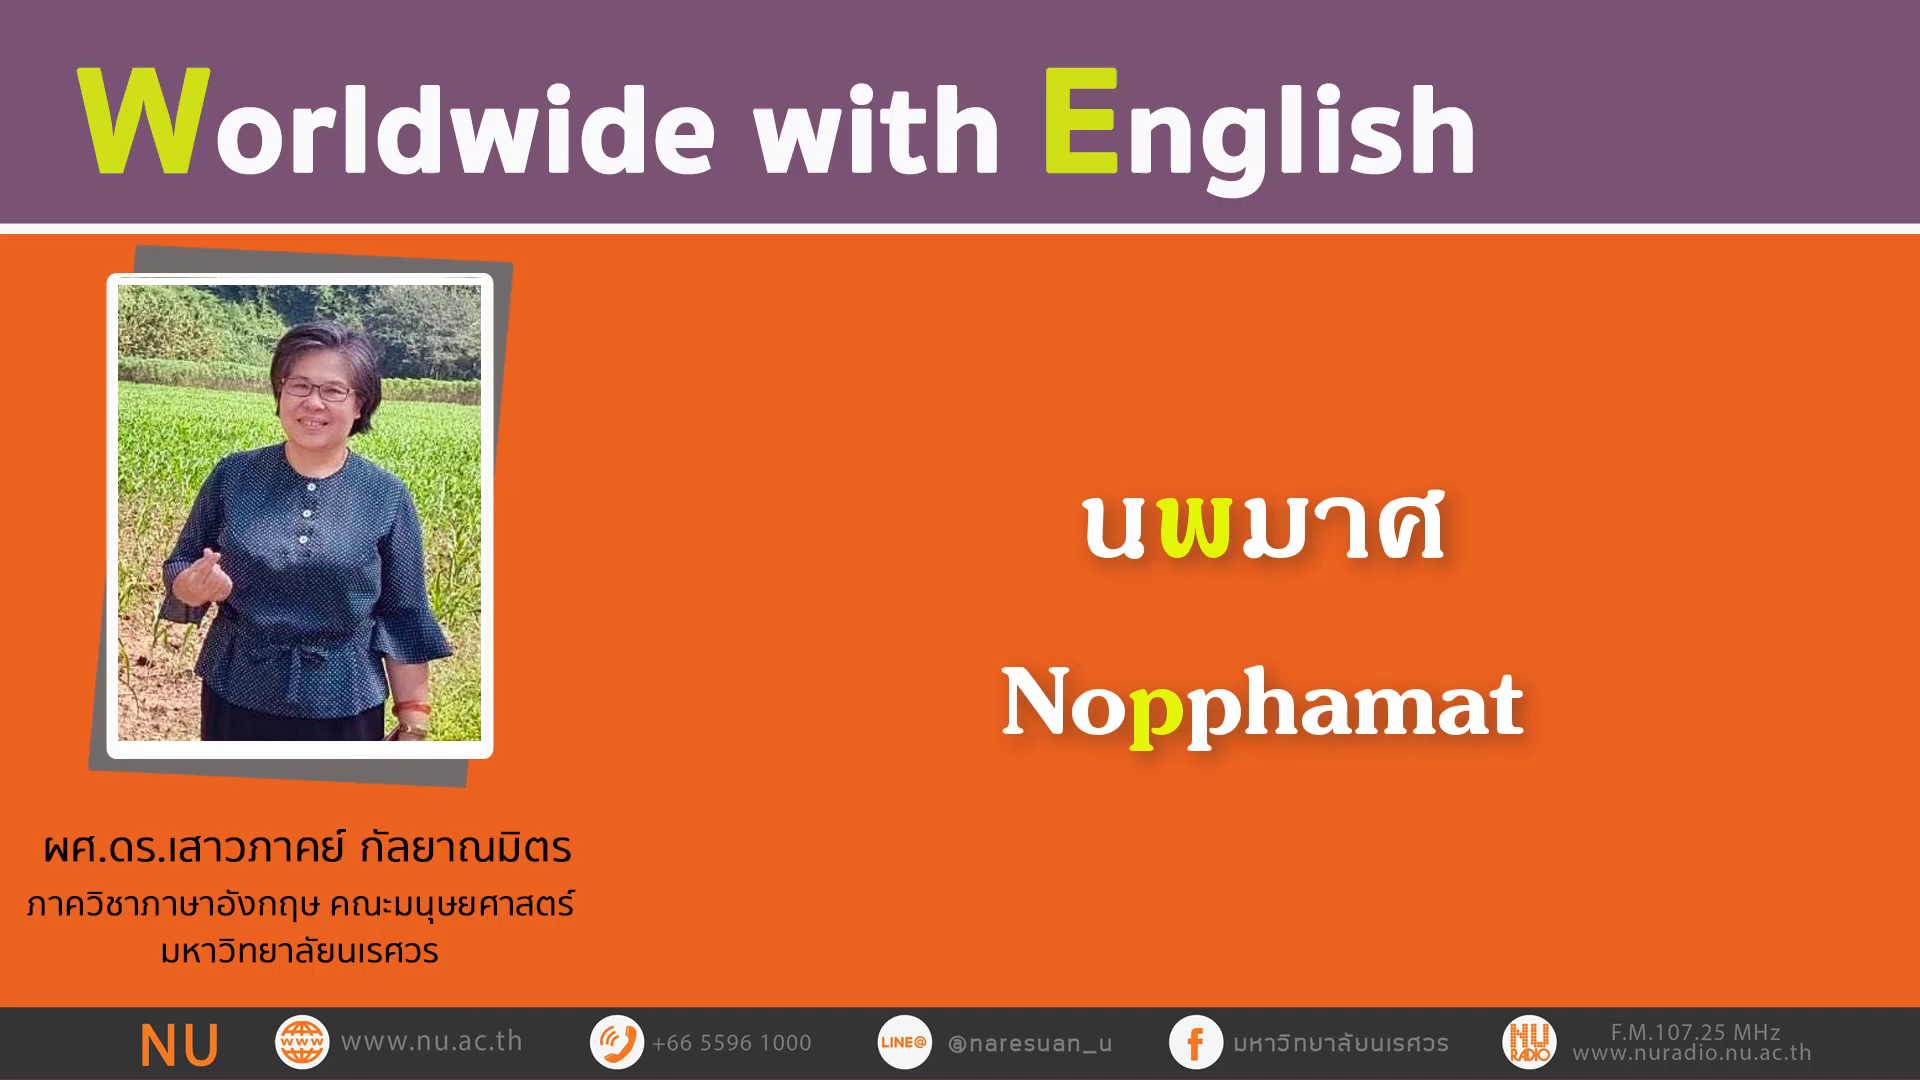 Worldwide with English
นพมาศ
Nopphamat
ผศ.ดร.เสาวภาคย์ กัลยาณมิตร
ภาควิชาภาษาอังกฤษ คณะมนุษยศาสตร์
มหาวิทยาลัยนเรศวร
NU
www
www.nu.ac.th
+66 5596 1000
LINE@
@naresuan_u
f
มหาวิทยาลัยนเรศวร
NU
RADIO
F.M.107.25 MHz
www.nuradio.nu.ac.th